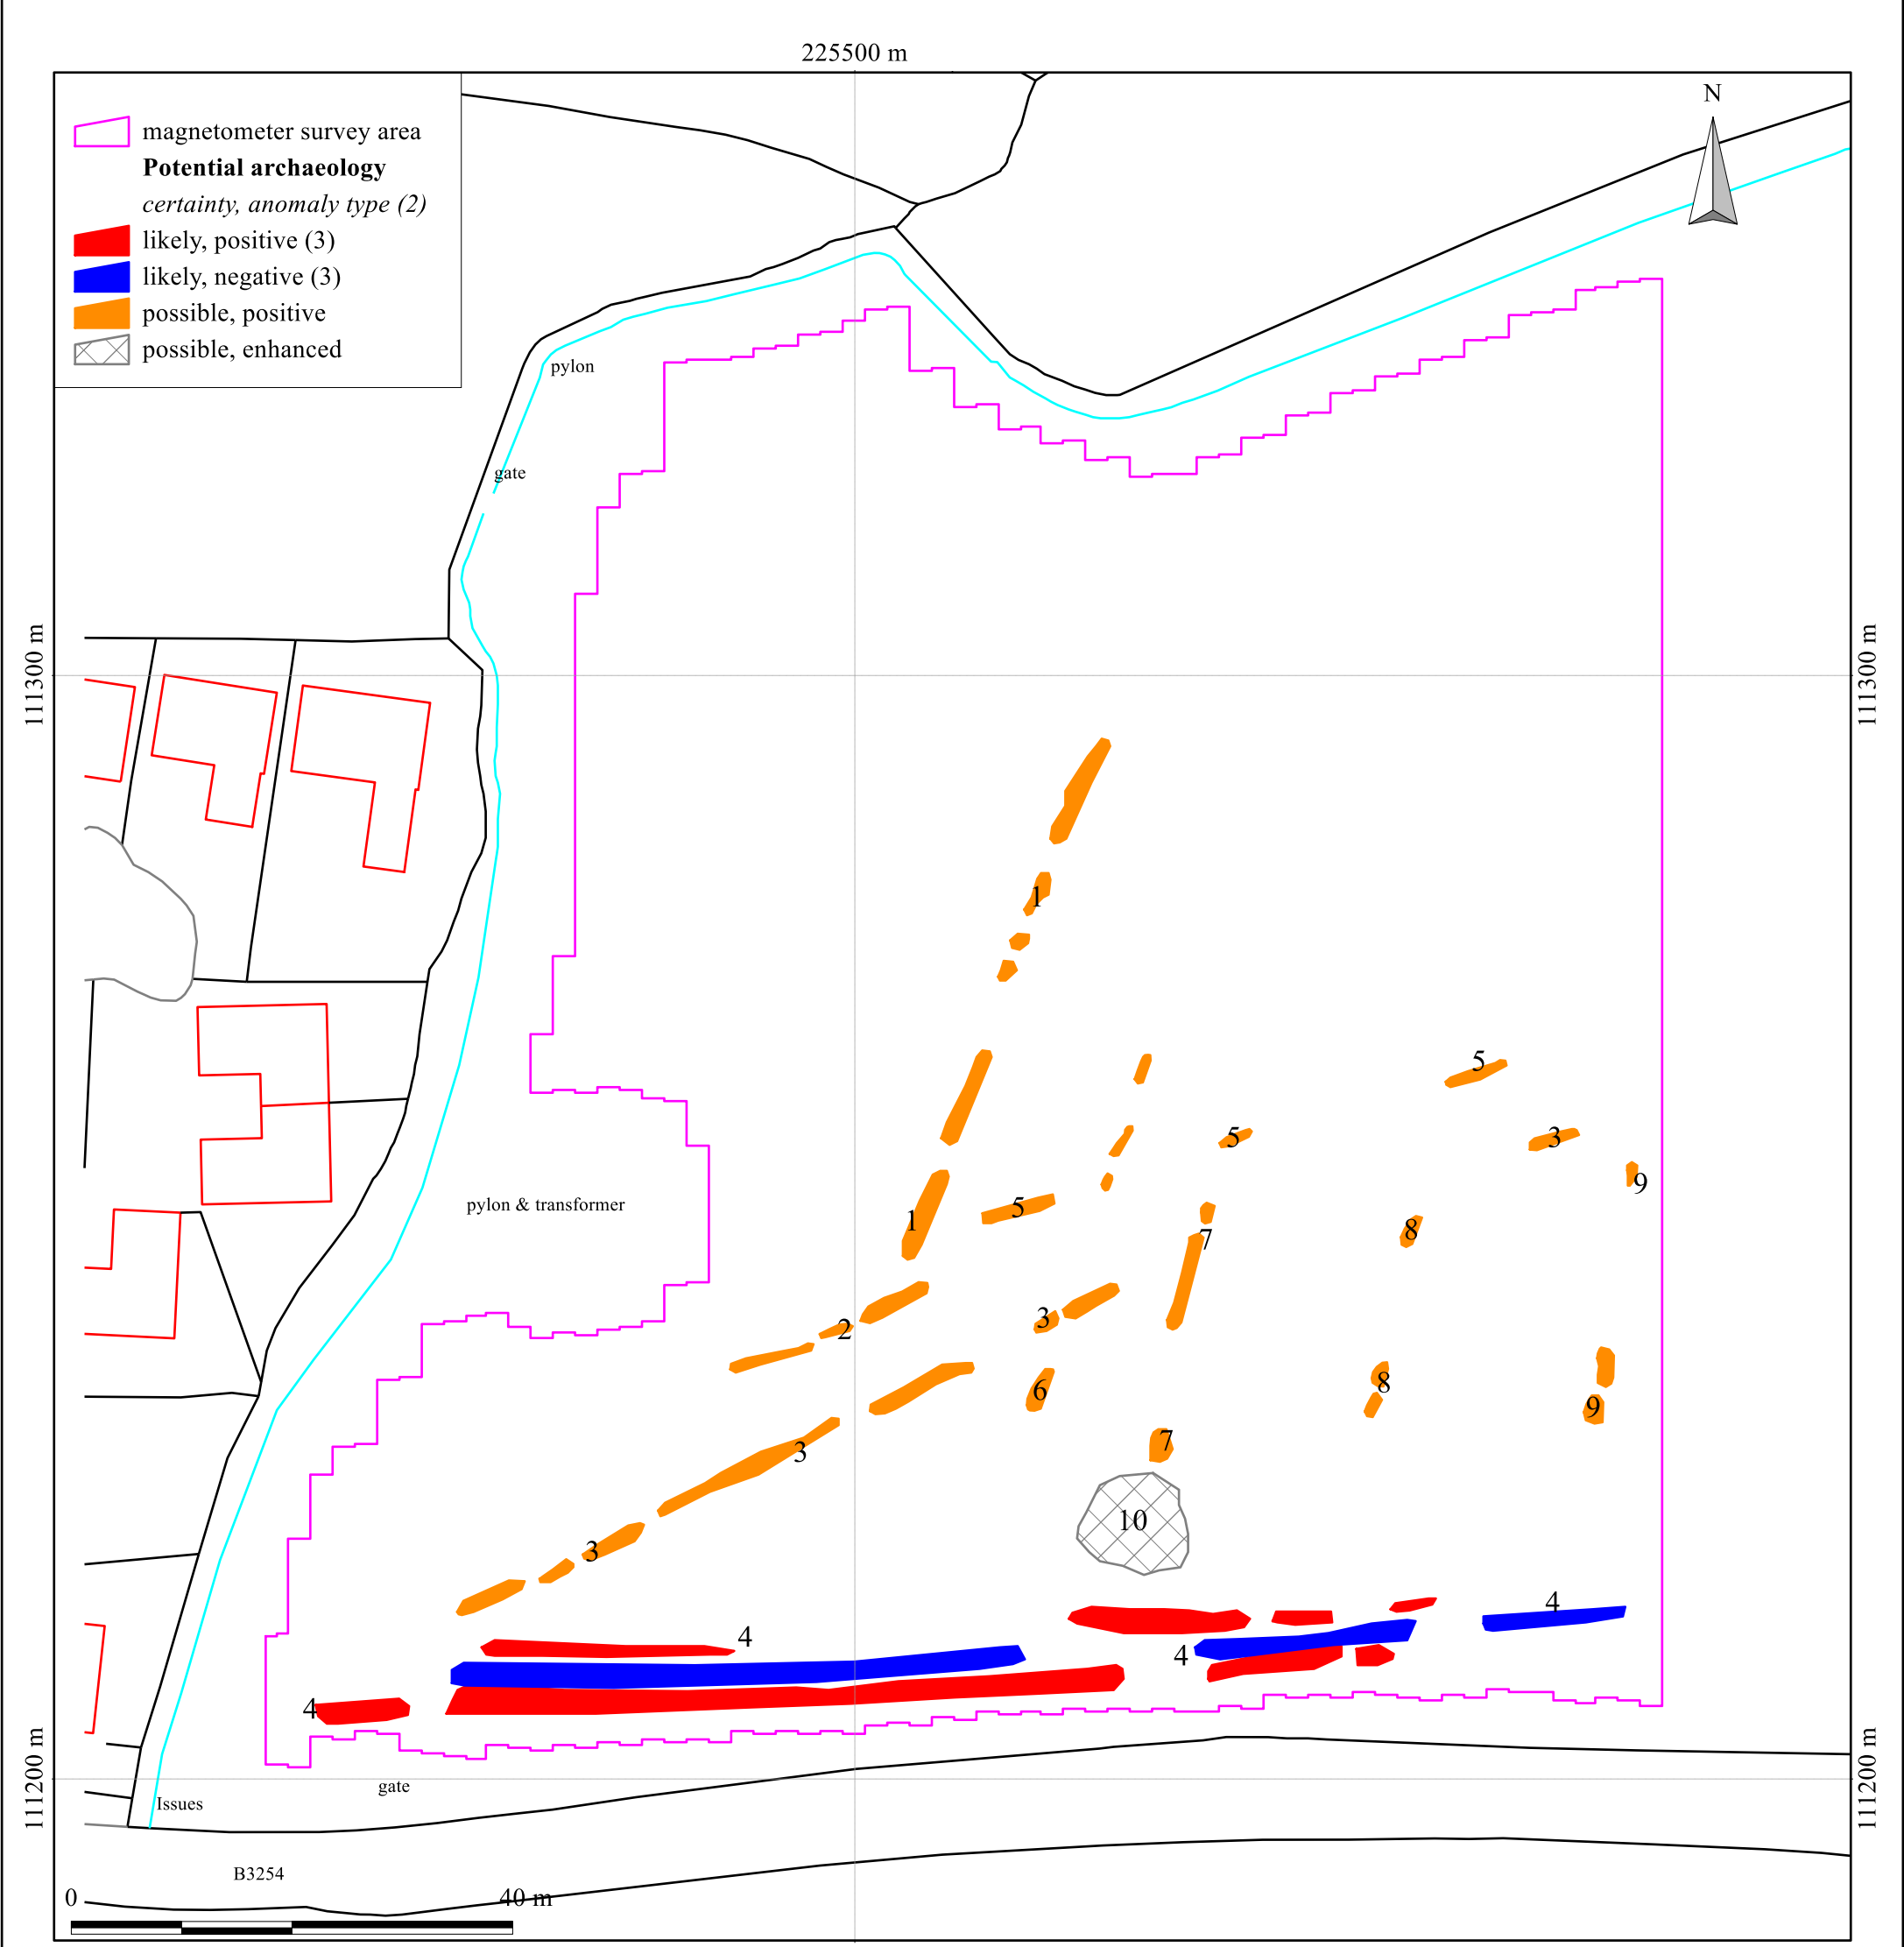 225500 m
N
magnetometer survey area
Potential archaeology
certainty, anomaly type (2)
likely, positive (3)
likely, negative (3)
possible, positive
possible, enhanced
pylon
gate
111300 m
111300 m
1
5
5
3
9
pylon & transformer
5
1
8
7
3
2
8
6
9
7
3
10
3
4
4
4
4
111200 m
111200 m
gate
Issues
B3254
0
40 m